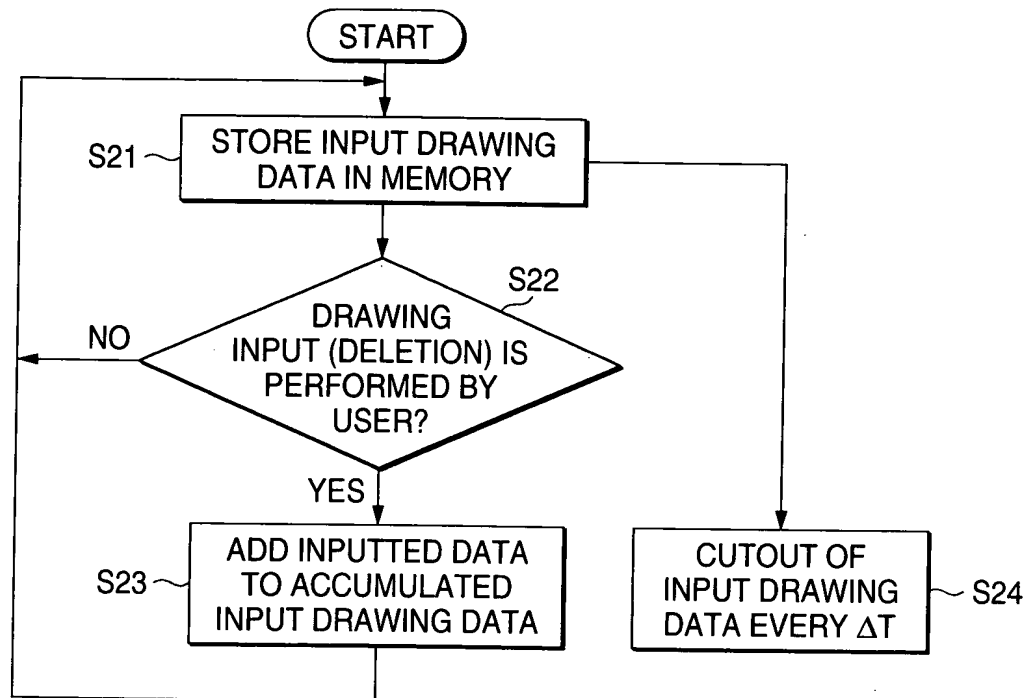 START
S21
STORE INPUT DRAWING
DATA IN MEMORY
S22
DRAWING
INPUT (DELETION) IS
PERFORMED BY
USER?
NO
YES
S23
ADD INPUTTED DATA
TO ACCUMULATED
INPUT DRAWING DATA
CUTOUT OF
INPUT DRAWING
DATA EVERY ΔT
S24